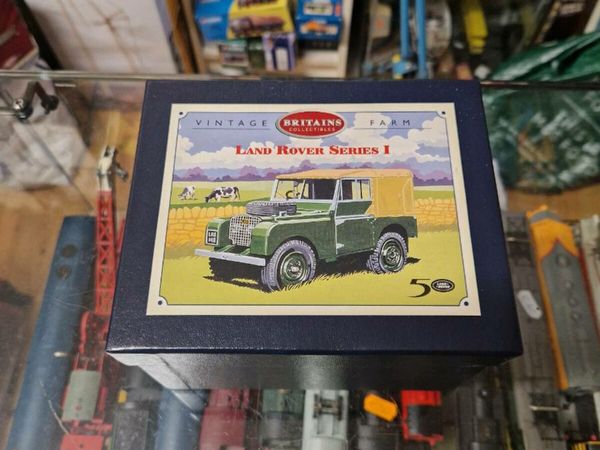 VINTAGE BRITAINS FARM
COLLECTIBLES
LAND ROVER SERIES I
50